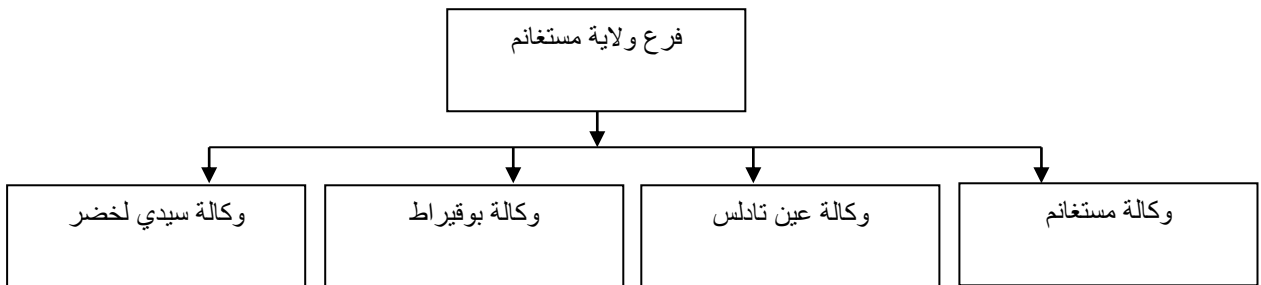 فرع ولاية مستغانم
وكالة مستغانم
وكالة عين تادلس
وكالة بوقيراط
وكالة سيدي لخضر